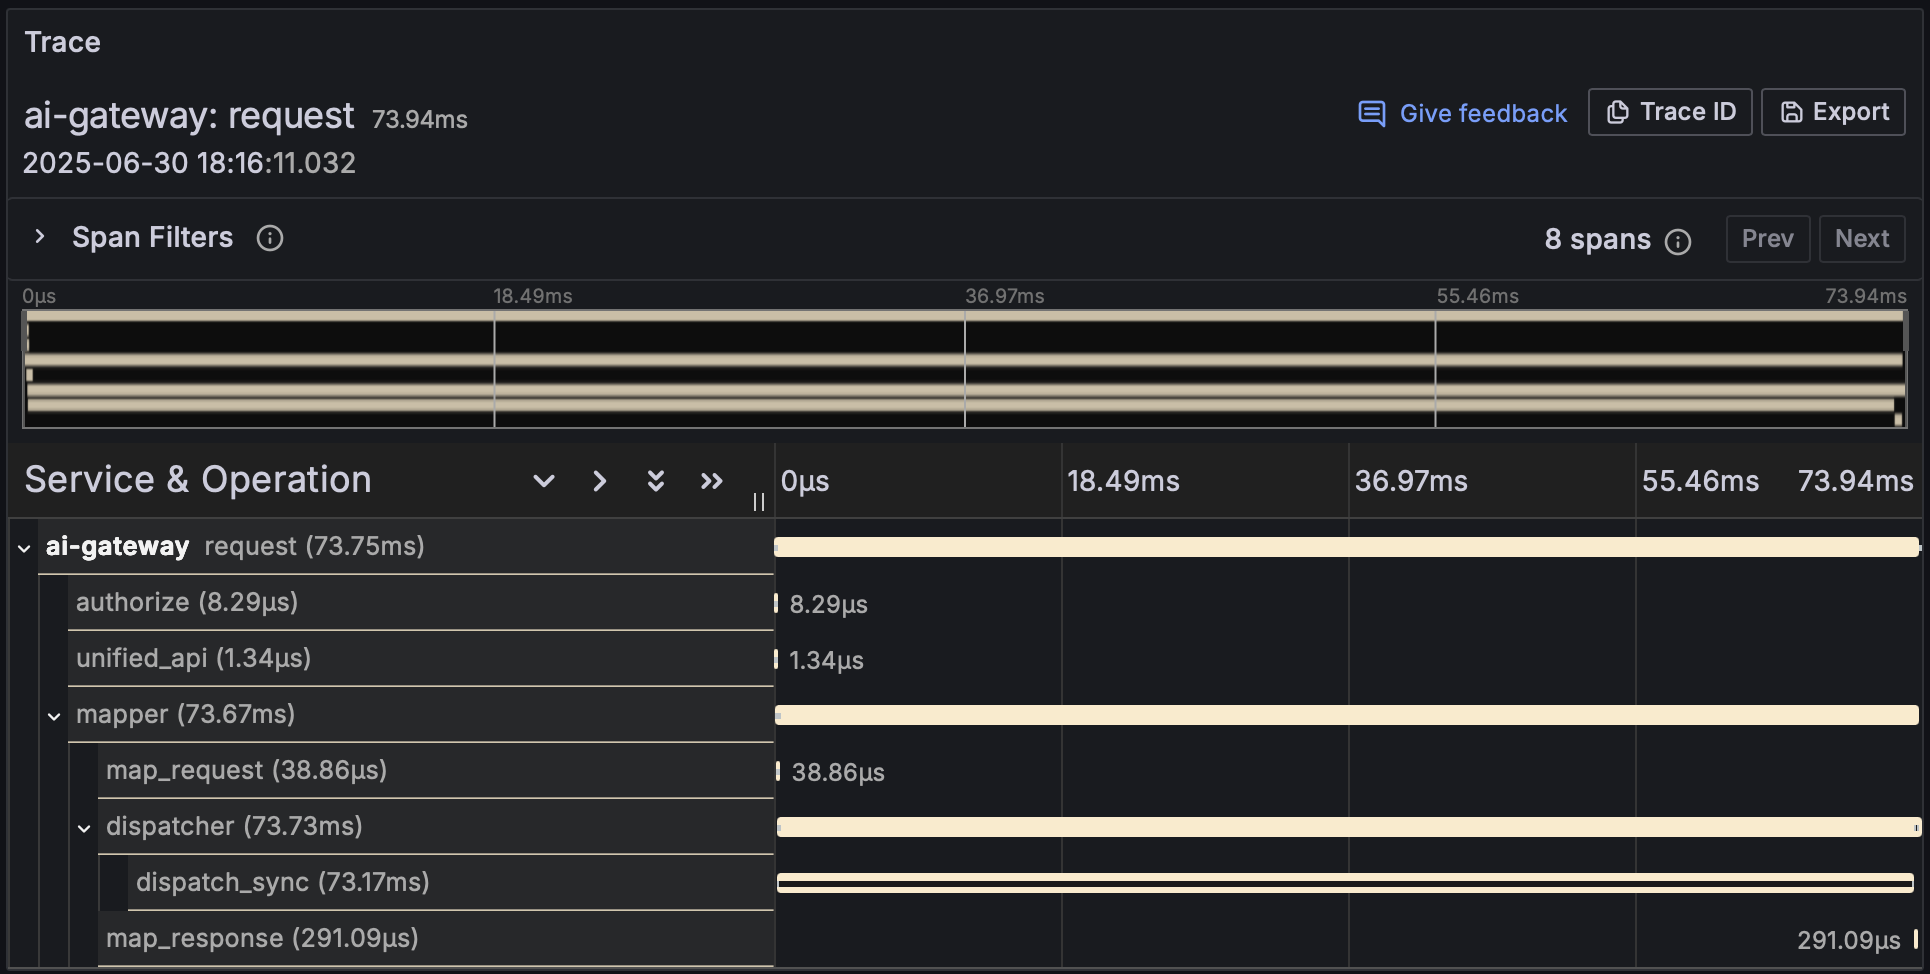 Trace
ai-gateway: request 73.94ms
Give feedback
Trace ID
Export
2025-06-30 18:16:11.032
Span Filters
8 spans
Prev
Next
0μs 18.49ms 36.97ms 55.46ms 73.94ms
Service & Operation
0μs 18.49ms 36.97ms 55.46ms 73.94ms
ai-gateway request (73.75ms)
authorize (8.29μs) 8.29μs
unified_api (1.34μs) 1.34μs
mapper (73.67ms)
map_request (38.86μs) 38.86μs
dispatcher (73.73ms)
dispatch_sync (73.17ms)
map_response (291.09μs) 291.09μs